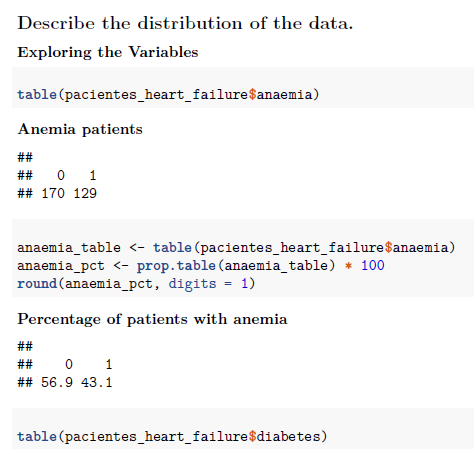 Describe the distribution of the data.
Exploring the Variables
table(pacientes_heart_failure$anaemia)
Anemia patients
##
##   0   1
## 170 129
anaemia_table <- table(pacientes_heart_failure$anaemia)
anaemia_pct <- prop.table(anaemia_table) * 100
round(anaemia_pct, digits = 1)
Percentage of patients with anemia
##
##    0    1
## 56.9 43.1
table(pacientes_heart_failure$diabetes)